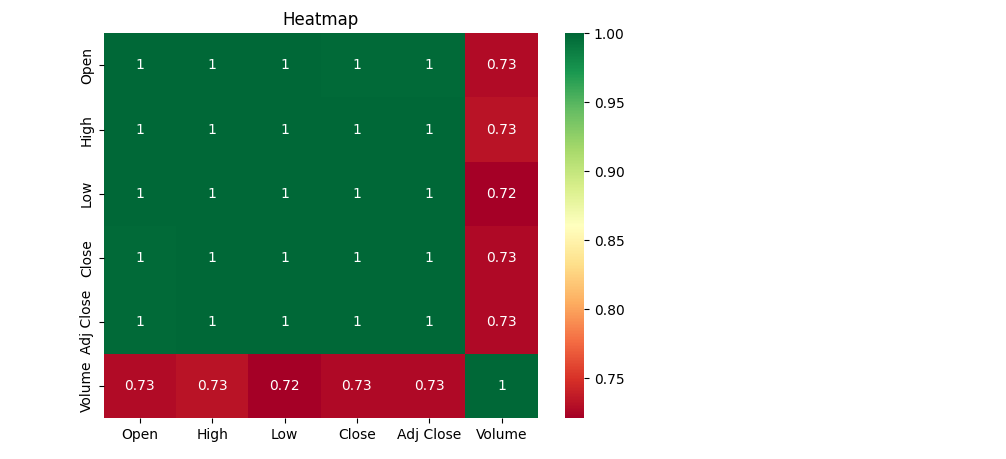 Heatmap
Open 1 1 1 1 1 0.73
High 1 1 1 1 1 0.73
Low 1 1 1 1 1 0.72
Close 1 1 1 1 1 0.73
Adj Close 1 1 1 1 1 0.73
Volume 0.73 0.73 0.72 0.73 0.73 1
Open High Low Close Adj Close Volume
1.00
0.95
0.90
0.85
0.80
0.75